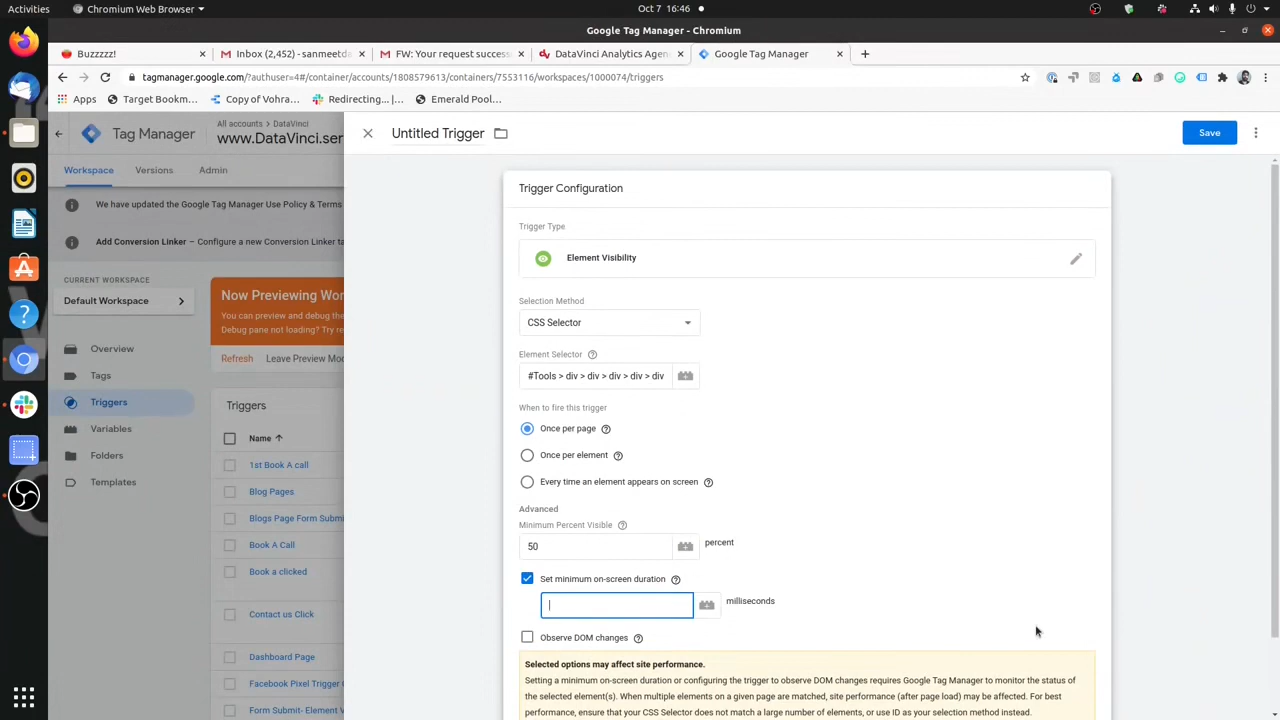 Activities
Chromium Web Browser
Oct 7 16:46
Google Tag Manager - Chromium
Buzzzzz!
Inbox (2,452) - sanmeetda
FW: Your request success
DataVinci Analytics Agen
Google Tag Manager
tagmanager.google.com/?authuser=4#/container/accounts/1808579613/containers/7553116/workspaces/1000074/triggers
Apps
Target Bookm...
Copy of Vohra...
Redirecting... |...
Emerald Pool...
Tag Manager
All accounts > DataVinci
www.DataVinci.ser
Untitled Trigger
Save
Workspace
Versions
Admin
We have updated the Google Tag Manager Use Policy & Terms
Add Conversion Linker – Configure a new Conversion Linker ta
CURRENT WORKSPACE
Default Workspace
Now Previewing Wor
You can preview and debug the
Debug pane not loading? Try re
Refresh
Leave Preview Mod
Overview
Tags
Triggers
Variables
Folders
Templates
Triggers
Name
1st Book A call
Blog Pages
Blogs Page Form Submi
Book A Call
Book a clicked
Contact us Click
Dashboard Page
Facebook Pixel Trigger
Form Submit- Element V
Trigger Configuration
Trigger Type
Element Visibility
Selection Method
CSS Selector
Element Selector
#Tools > div > div > div > div > div
When to fire this trigger
Once per page
Once per element
Every time an element appears on screen
Advanced
Minimum Percent Visible
50
percent
Set minimum on-screen duration
milliseconds
Observe DOM changes
Selected options may affect site performance.
Setting a minimum on-screen duration or configuring the trigger to observe DOM changes requires Google Tag Manager to monitor the status
of the selected element(s). When multiple elements on a given page are matched, site performance (after page load) may be affected. For best
performance, ensure that your CSS Selector does not match a large number of elements, or use ID as your selection method instead.